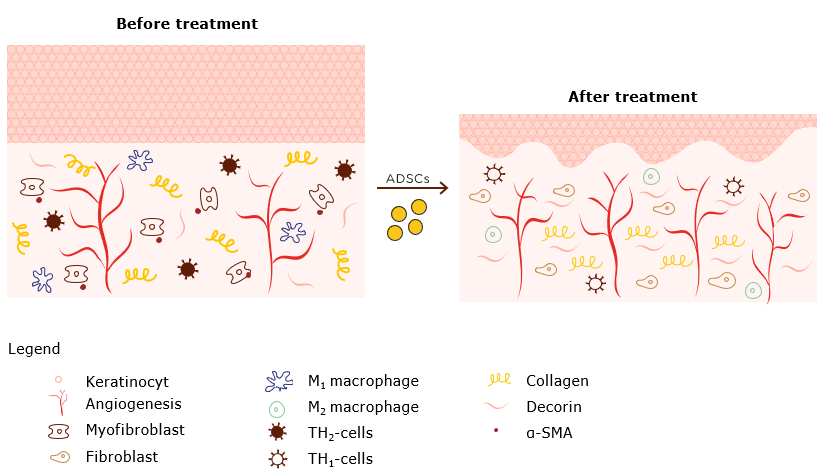 Before treatment
After treatment
ADSCs
Legend
Keratinocyt
Angiogenesis
Myofibroblast
Fibroblast
M₁ macrophage
M₂ macrophage
TH₂-cells
TH₁-cells
Collagen
Decorin
α-SMA